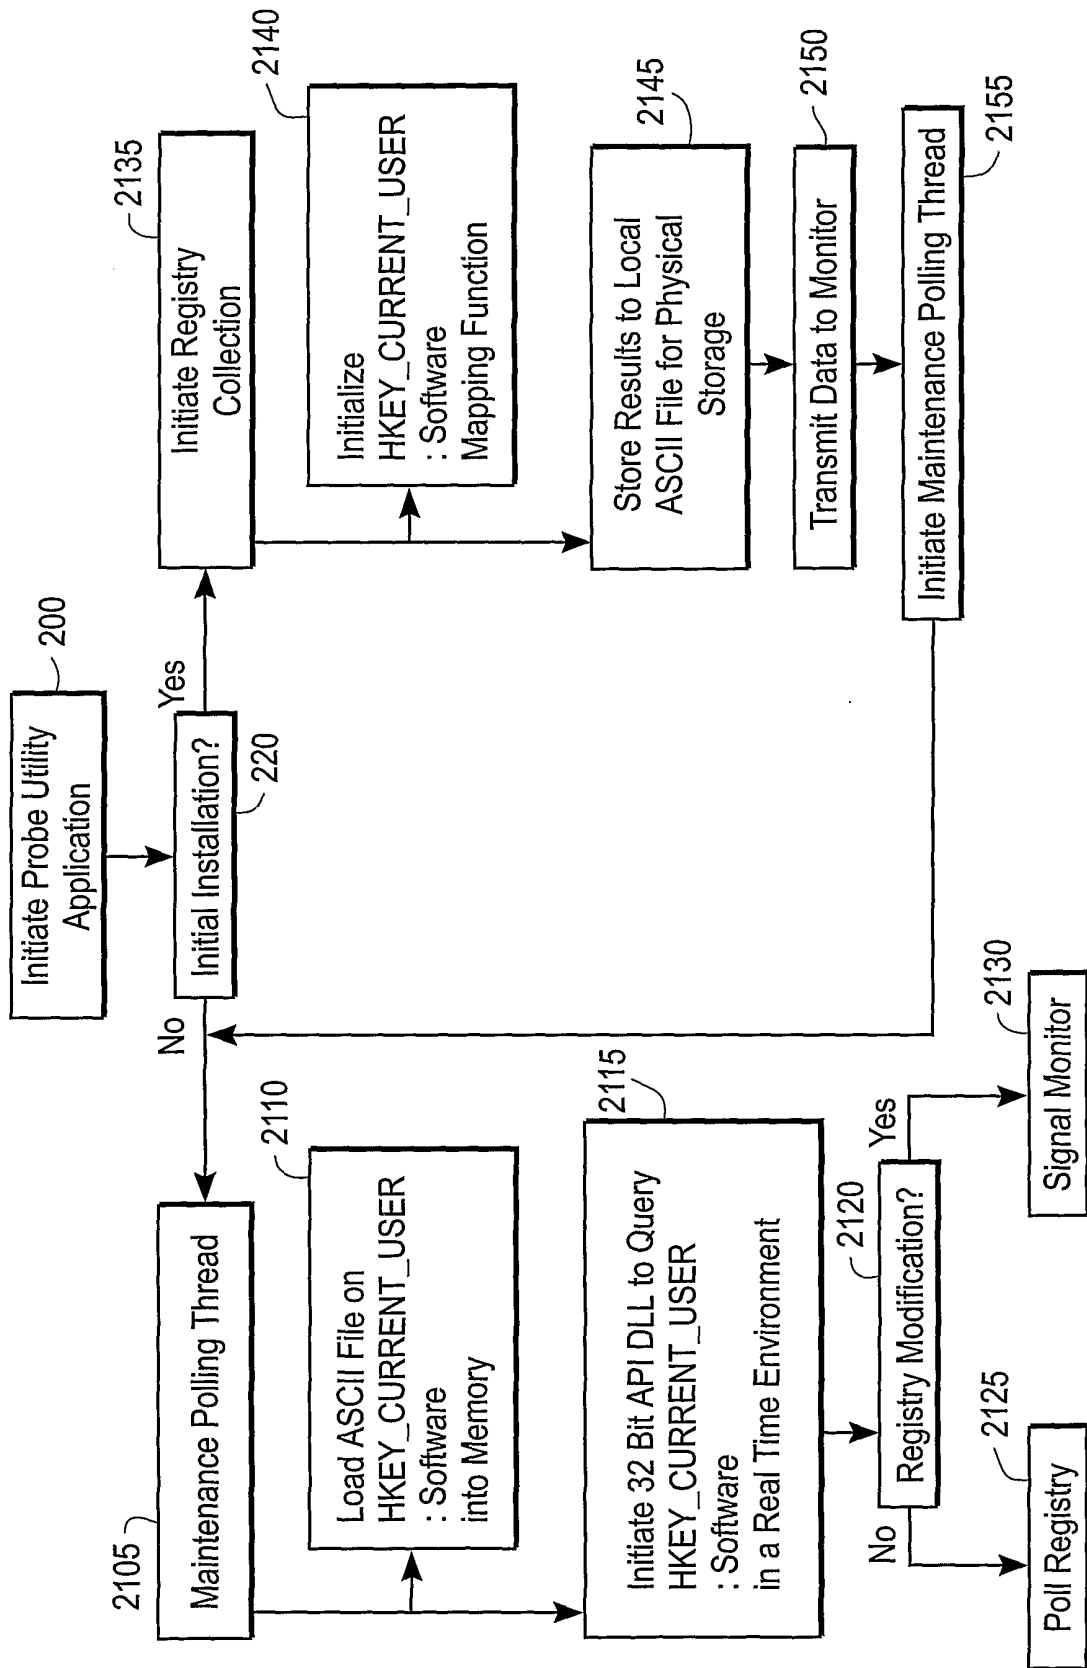 200
Initiate Probe Utility
Application
Initial Installation?
220
No
Yes
2105
Maintenance Polling Thread
2110
Load ASCII File on
HKEY_CURRENT_USER
: Software
into Memory
2115
Initiate 32 Bit API DLL to Query
HKEY_CURRENT_USER
: Software
in a Real Time Environment
2120
Registry Modification?
No
Yes
2125
Poll Registry
2130
Signal Monitor
2135
Initiate Registry
Collection
2140
Initialize
HKEY_CURRENT_USER
: Software
Mapping Function
2145
Store Results to Local
ASCII File for Physical
Storage
2150
Transmit Data to Monitor
2155
Initiate Maintenance Polling Thread